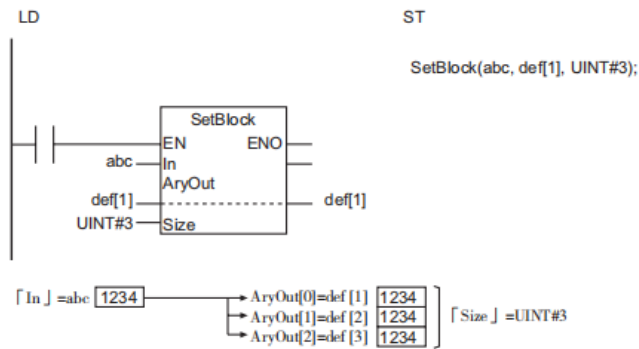 LD
ST
SetBlock(abc, def[1], UINT#3);
SetBlock
EN ENO
abc In
AryOut
def[1] def[1]
UINT#3 Size
「In」=abc 1234 AryOut[0]=def [1] 1234
AryOut[1]=def [2] 1234 「Size」=UINT#3
AryOut[2]=def [3] 1234